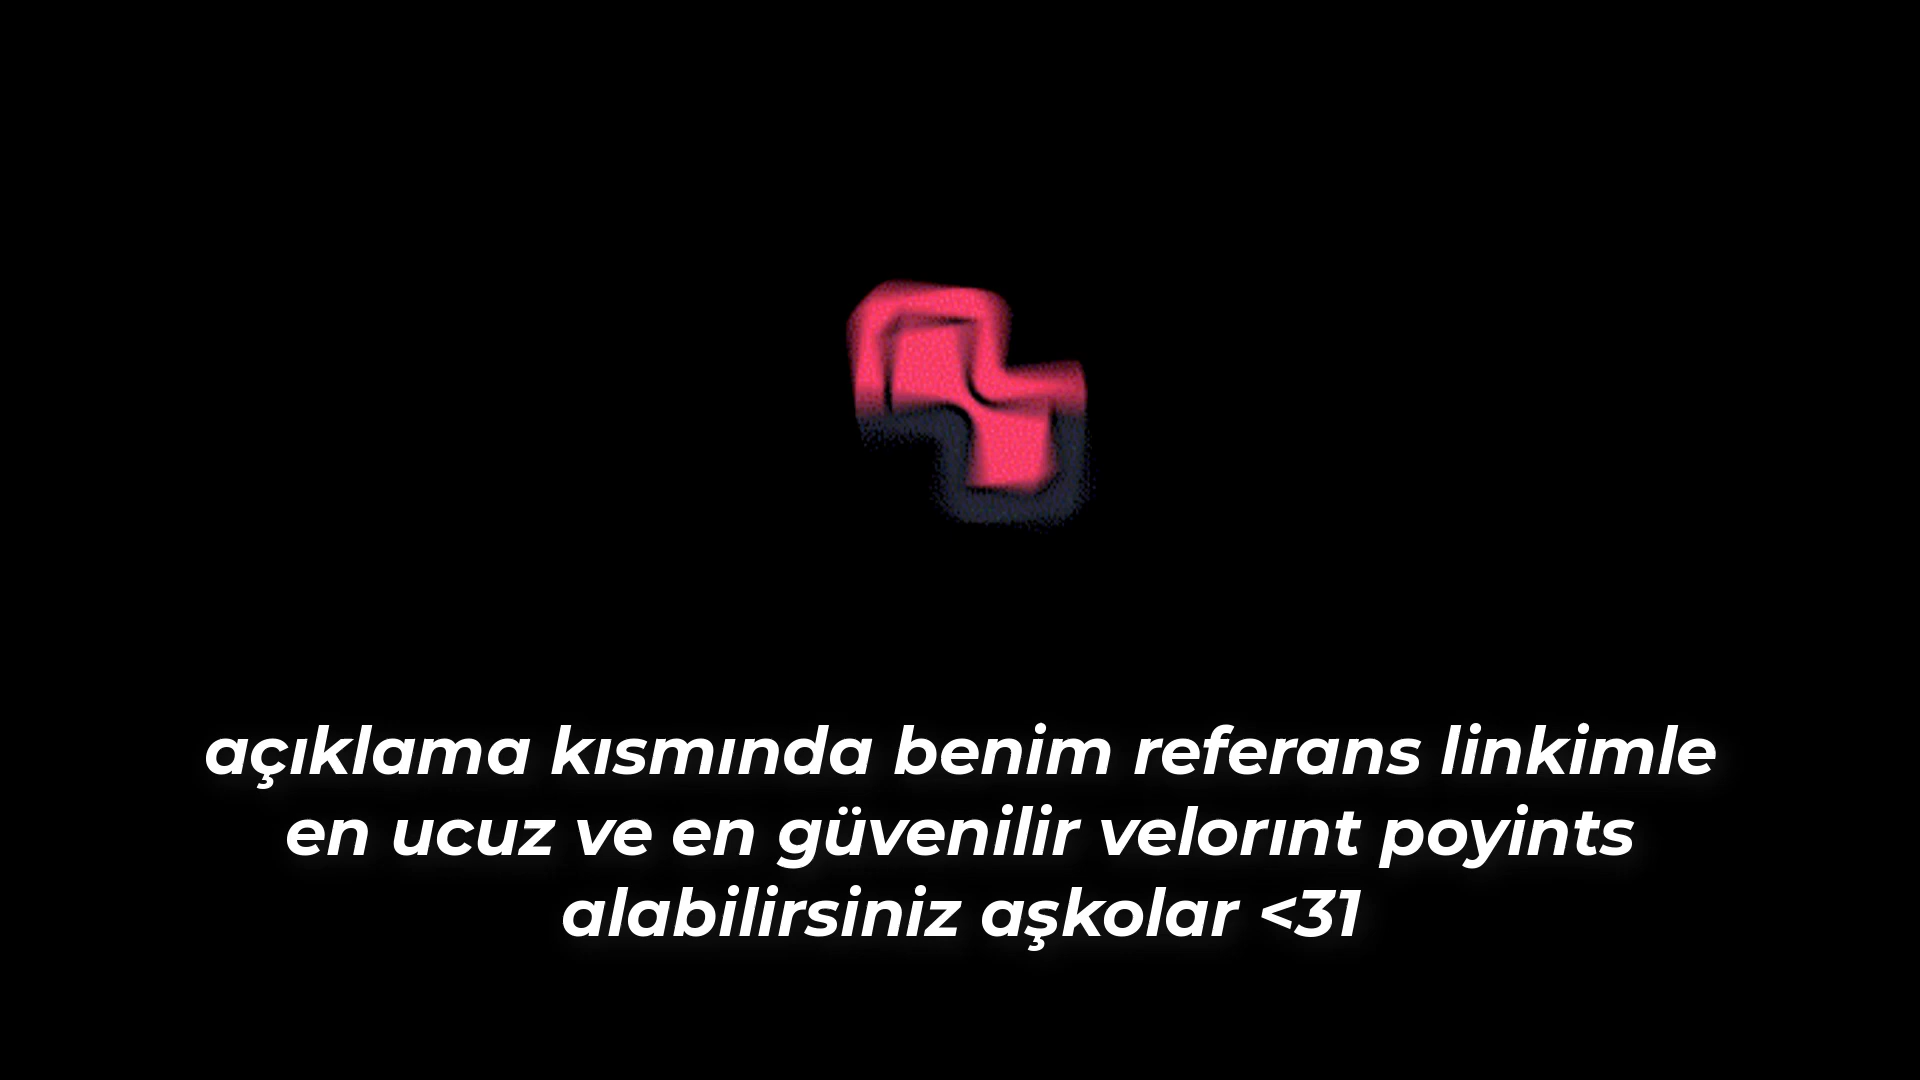 açıklama kısmında benim referans linkimle
en ucuz ve en güvenilir velorınt poyints
alabilirsiniz aşkolar <31